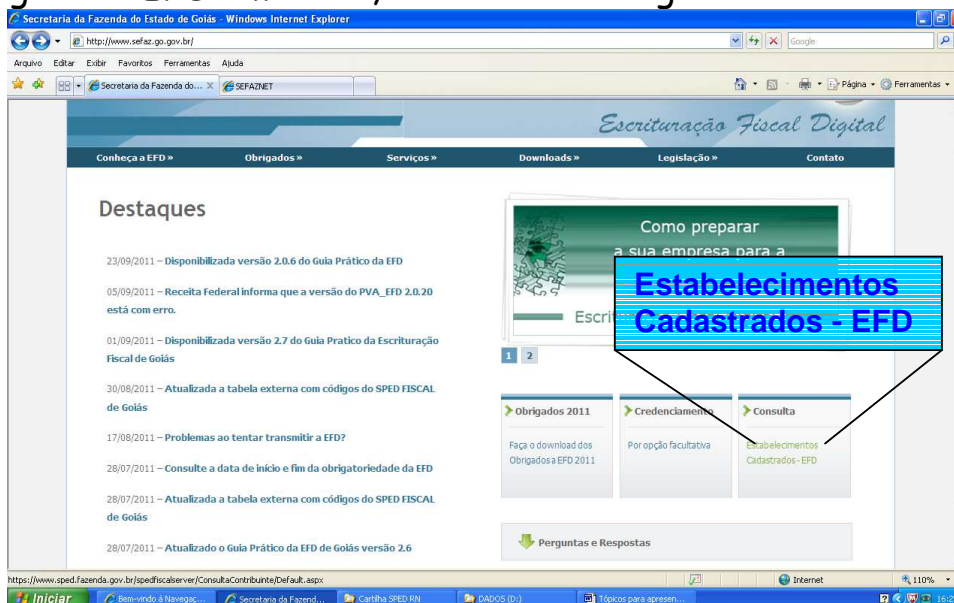 Secretaria da Fazenda do Estado de Goiás - Windows Internet Explorer
http://www.sefaz.go.gov.br/
Google
Arquivo Editar Exibir Favoritos Ferramentas Ajuda
Secretaria da Fazenda do... SEFAZNET
Página Ferramentas
Escrituração Fiscal Digital
Conheça a EFD » Obrigados » Serviços » Downloads » Legislação » Contato
Destaques
23/09/2011 – Disponibilizada versão 2.0.6 do Guia Prático da EFD
05/09/2011 – Receita Federal informa que a versão do PVA_EFD 2.0.20
está com erro.
01/09/2011 – Disponibilizada versão 2.7 do Guia Pratico da Escrituração
Fiscal de Goiás
30/08/2011 – Atualizada a tabela externa com códigos do SPED FISCAL
de Goiás
17/08/2011 – Problemas ao tentar transmitir a EFD?
28/07/2011 – Consulte a data de início e fim da obrigatoriedade da EFD
28/07/2011 – Atualizada a tabela externa com códigos do SPED FISCAL
de Goiás
28/07/2011 – Atualizado o Guia Prático da EFD de Goiás versão 2.6
Como preparar
a sua empresa para a
Escri
Estabelecimentos
Cadastrados - EFD
1 2
Obrigados 2011
Faça o download dos
Obrigados a EFD 2011
Credenciamento
Por opção facultativa
Consulta
Estabelecimentos
Cadastrados - EFD
Perguntas e Respostas
https://www.sped.fazenda.gov.br/spedfiscalserver/ConsultaContribuinte/Default.aspx
Internet 110%
Iniciar Bem-vindo à Navegaç... Secretaria da Fazend... Cartilha SPED RN DADOS (D:) Tópicos para apresen...